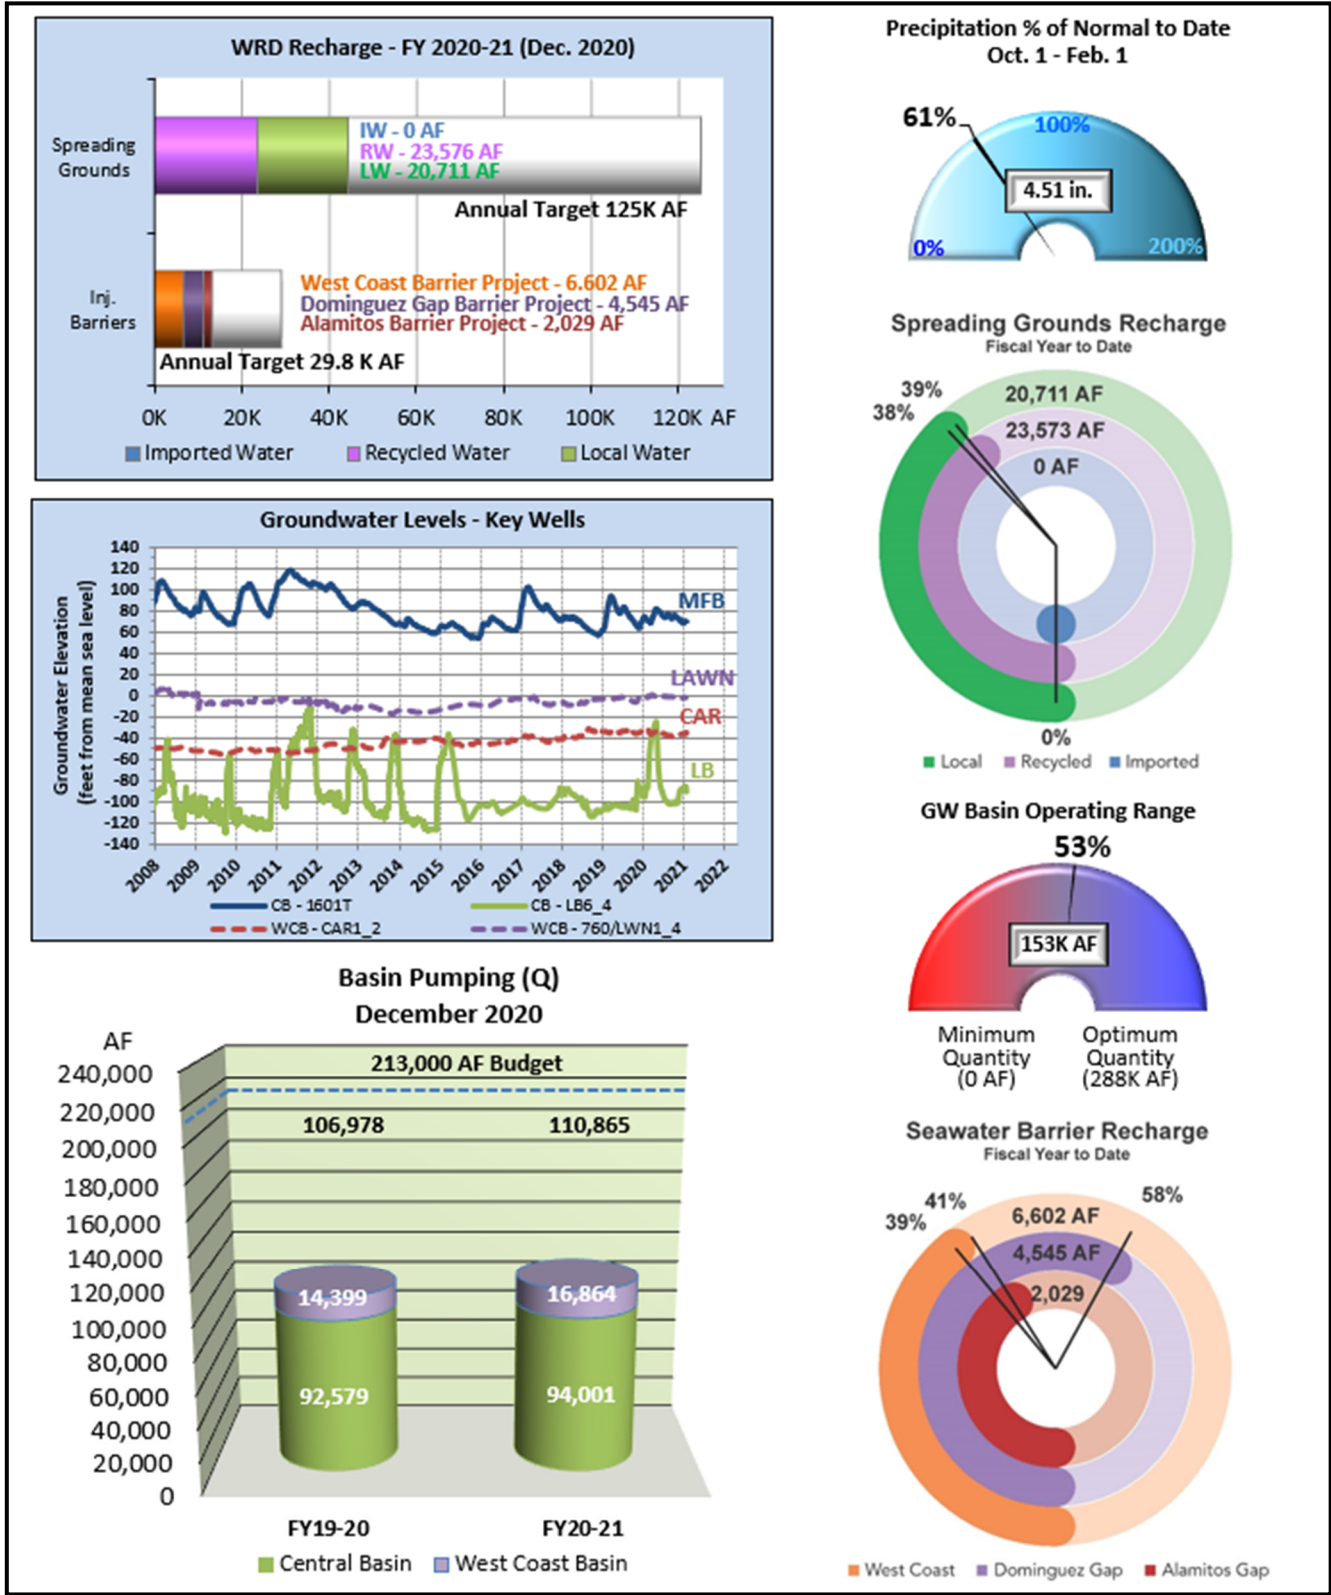 WRD Recharge - FY 2020-21 (Dec. 2020)
Spreading
Grounds
IW - 0 AF
RW - 23,576 AF
LW - 20,711 AF
Annual Target 125K AF
Inj.
Barriers
West Coast Barrier Project - 6.602 AF
Dominguez Gap Barrier Project - 4,545 AF
Alamitos Barrier Project - 2,029 AF
Annual Target 29.8 K AF
0K 20K 40K 60K 80K 100K 120K AF
Imported Water Recycled Water Local Water
Groundwater Levels - Key Wells
Groundwater Elevation
(feet from mean sea level)
140
120
100
80
60
40
20
0
-20
-40
-60
-80
-100
-120
-140
MFB
LAWN
CAR
LB
2008 2009 2010 2011 2012 2013 2014 2015 2016 2017 2018 2019 2020 2021 2022
CB - 1601T CB - LB6_4
WCB - CAR1_2 WCB - 760/LWN1_4
Basin Pumping (Q)
December 2020
AF
240,000
220,000
200,000
180,000
160,000
140,000
120,000
100,000
80,000
60,000
40,000
20,000
0
213,000 AF Budget
106,978 110,865
14,399 16,864
92,579 94,001
FY19-20 FY20-21
Central Basin West Coast Basin
Precipitation % of Normal to Date
Oct. 1 - Feb. 1
61%
100%
4.51 in.
0% 200%
Spreading Grounds Recharge
Fiscal Year to Date
39%
38%
20,711 AF
23,573 AF
0 AF
0%
Local Recycled Imported
GW Basin Operating Range
53%
153K AF
Minimum
Quantity
(0 AF)
Optimum
Quantity
(288K AF)
Seawater Barrier Recharge
Fiscal Year to Date
41%
39%
58%
6,602 AF
4,545 AF
2,029
West Coast Dominguez Gap Alamitos Gap